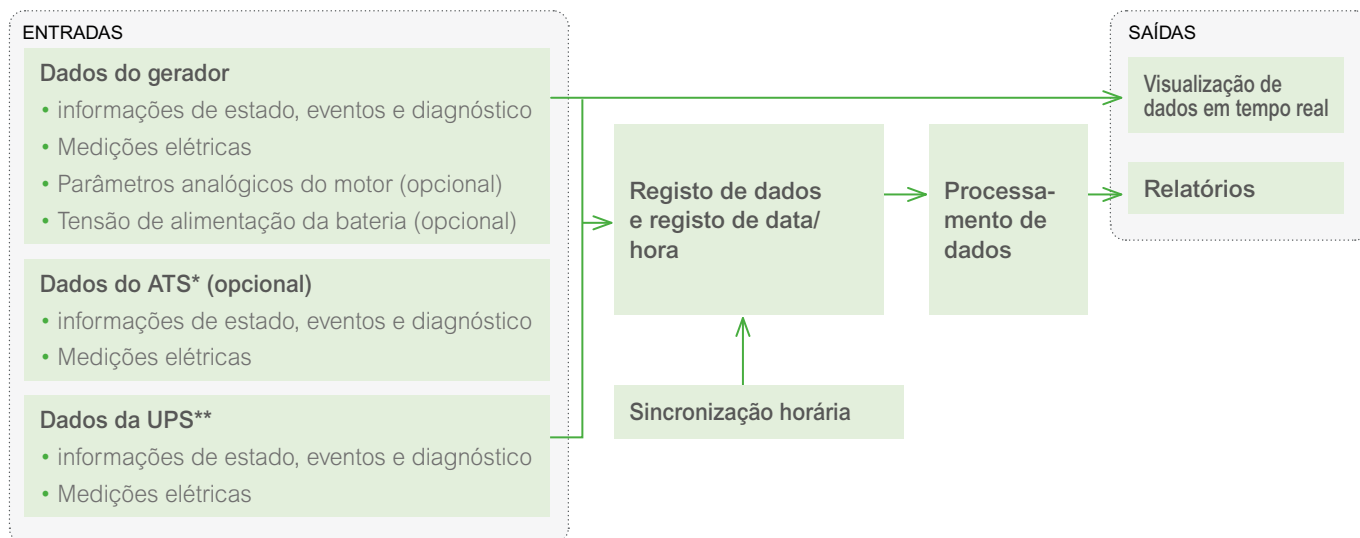 ENTRADAS
Dados do gerador
• informações de estado, eventos e diagnóstico
• Medições elétricas
• Parâmetros analógicos do motor (opcional)
• Tensão de alimentação da bateria (opcional)
Dados do ATS* (opcional)
• informações de estado, eventos e diagnóstico
• Medições elétricas
Dados da UPS**
• informações de estado, eventos e diagnóstico
• Medições elétricas
Registo de dados
e registo de data/
hora
Sincronização horária
Processa-
mento de
dados
SAÍDAS
Visualização de
dados em tempo real
Relatórios